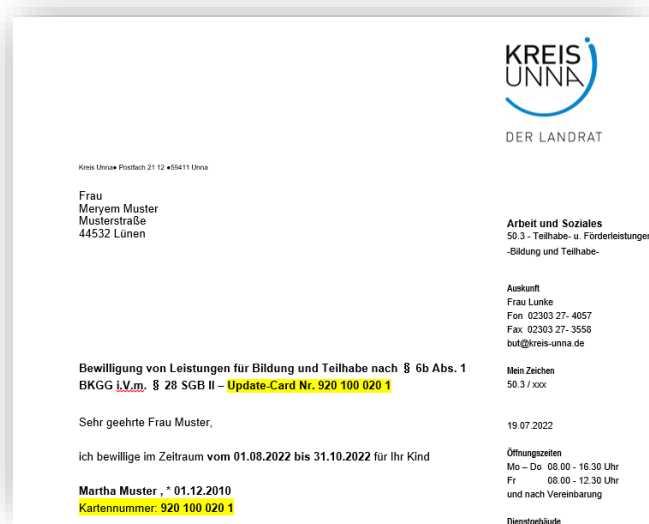 KREIS
UNNA
DER LANDRAT
Kreis Unna● Postfach 21 12 ●59411 Unna
Frau
Meryem Muster
Musterstraße
44532 Lünen
Arbeit und Soziales
50.3 - Teilhabe- u. Förderleistungen
-Bildung und Teilhabe-
Auskunft
Frau Lunke
Fon 02303 27- 4057
Fax 02303 27- 3558
but@kreis-unna.de
Mein Zeichen
50.3 / xxx
19.07.2022
Öffnungszeiten
Mo – Do 08.00 - 16.30 Uhr
Fr 08.00 - 12.30 Uhr
und nach Vereinbarung
Dienstgebäude
Bewilligung von Leistungen für Bildung und Teilhabe nach § 6b Abs. 1
BKGG i.V.m. § 28 SGB II – Update-Card Nr. 920 100 020 1
Sehr geehrte Frau Muster,
ich bewillige im Zeitraum vom 01.08.2022 bis 31.10.2022 für Ihr Kind
Martha Muster , * 01.12.2010
Kartennummer: 920 100 020 1